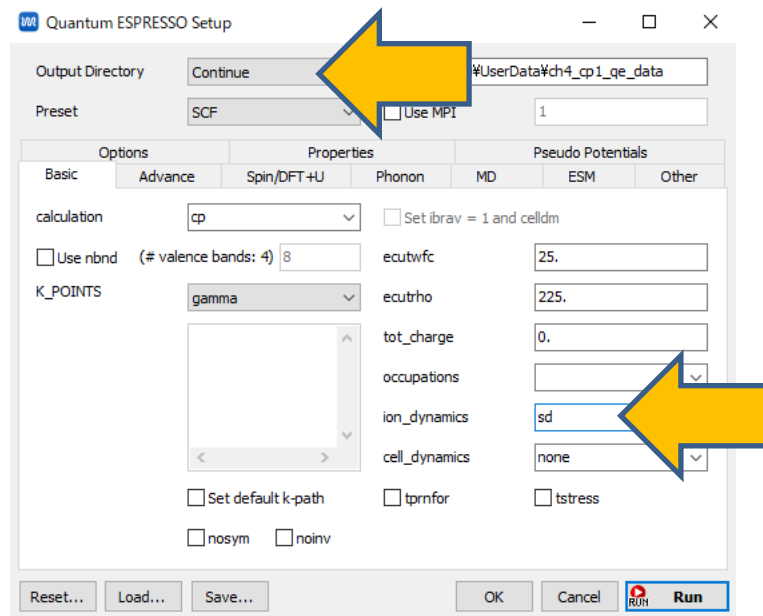 Quantum ESPRESSO Setup
Output Directory
Continue
¥UserData¥ch4_cp1_qe_data
Preset
SCF
Use MPI
1
Options
Properties
Pseudo Potentials
Basic
Advance
Spin/DFT+U
Phonon
MD
ESM
Other
calculation
cp
Set ibrav = 1 and celldm
Use nbnd
(# valence bands: 4)
8
ecutwfc
25.
K_POINTS
gamma
ecutrho
225.
tot_charge
0.
occupations
ion_dynamics
sd
cell_dynamics
none
Set default k-path
tprnfor
tstress
nosym
noinv
Reset...
Load...
Save...
OK
Cancel
RUN
Run